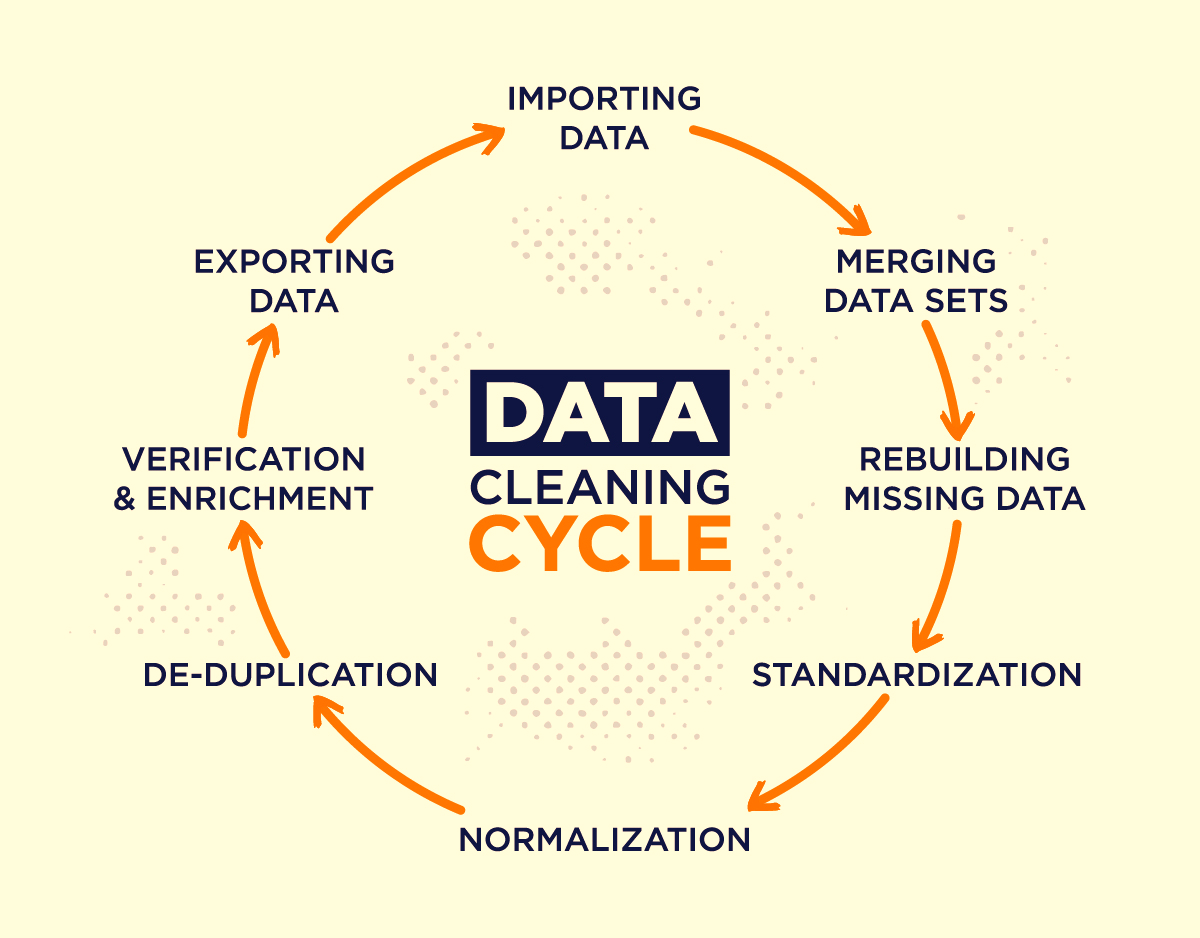 IMPORTING
DATA
MERGING
DATA SETS
REBUILDING
MISSING DATA
STANDARDIZATION
NORMALIZATION
DE-DUPLICATION
VERIFICATION
& ENRICHMENT
EXPORTING
DATA
DATA
CLEANING
CYCLE